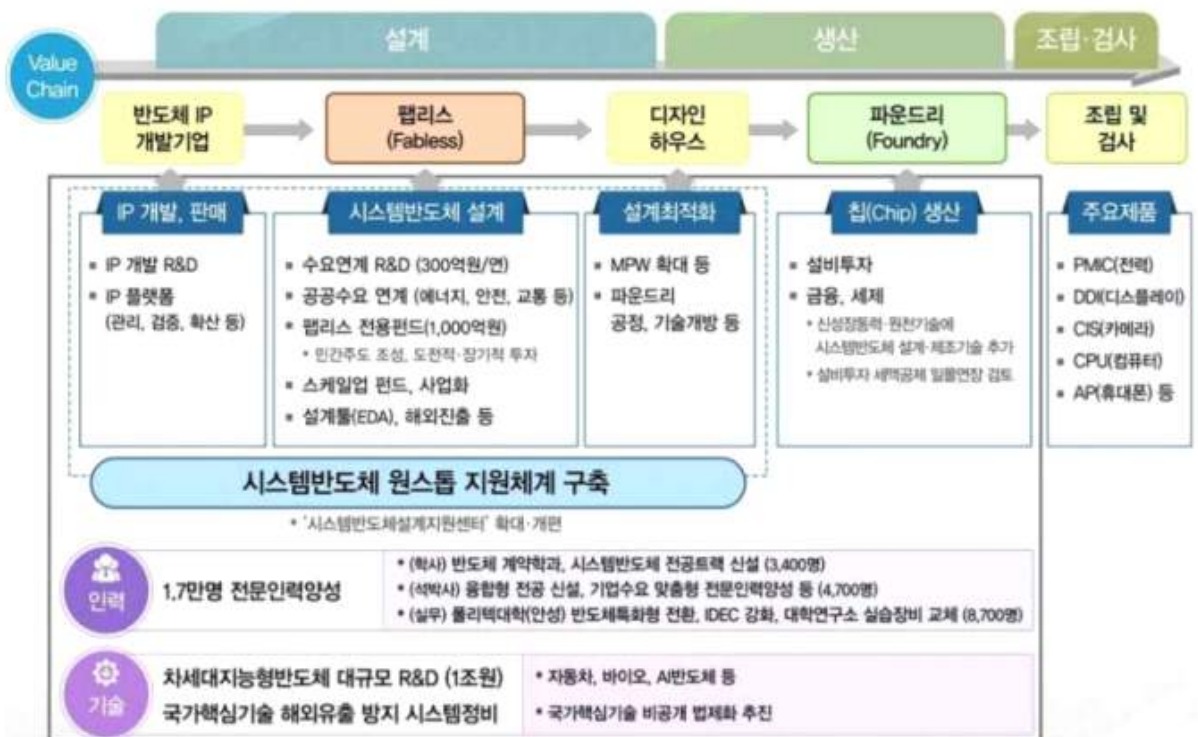 설계
생산
조립·검사
Value
Chain
반도체 IP
개발기업
팹리스
(Fabless)
디자인
하우스
파운드리
(Foundry)
조립 및
검사
IP 개발, 판매
▪ IP 개발 R&D
▪ IP 플랫폼
(관리, 검증, 확산 등)
시스템반도체 설계
▪ 수요연계 R&D (300억원/연)
▪ 공공수요 연계 (에너지, 안전, 교통 등)
▪ 팹리스 전용펀드(1,000억원)
* 민간주도 조성, 도전적·장기적 투자
▪ 스케일업 펀드, 사업화
▪ 설계툴(EDA), 해외진출 등
설계최적화
▪ MPW 확대 등
▪ 파운드리
공정, 기술개방 등
칩(Chip) 생산
▪ 설비투자
▪ 금융, 세제
* 신성장동력·원천기술에
시스템반도체 설계·제조기술 추가
* 설비투자 세액공제 일몰연장 검토
주요제품
▪ PMIC(전력)
▪ DDI(디스플레이)
▪ CIS(카메라)
▪ CPU(컴퓨터)
▪ AP(휴대폰) 등
시스템반도체 원스톱 지원체계 구축
* '시스템반도체설계지원센터' 확대·개편
인력
1.7만명 전문인력양성
* (학사) 반도체 계약학과, 시스템반도체 전공트랙 신설 (3,400명)
* (석박사) 융합형 전공 신설, 기업수요 맞춤형 전문인력양성 등 (4,700명)
* (실무) 폴리텍대학(안성) 반도체특화형 전환, IDEC 강화, 대학연구소 실습장비 교체 (8,700명)
기술
차세대지능형반도체 대규모 R&D (1조원)
* 자동차, 바이오, AI반도체 등
국가핵심기술 해외유출 방지 시스템정비
* 국가핵심기술 비공개 법제화 추진